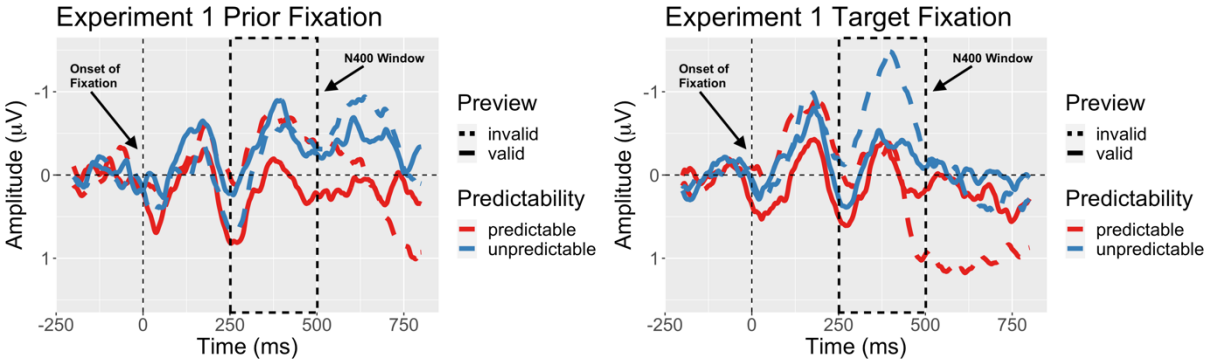 Experiment 1 Prior Fixation
Onset of
Fixation
N400 Window
-1
0
1
Amplitude (μV)
-250
0
250
500
750
Time (ms)
Preview
invalid
valid
Predictability
predictable
unpredictable
Experiment 1 Target Fixation
Onset of
Fixation
N400 Window
-1
0
1
Amplitude (μV)
-250
0
250
500
750
Time (ms)
Preview
invalid
valid
Predictability
predictable
unpredictable